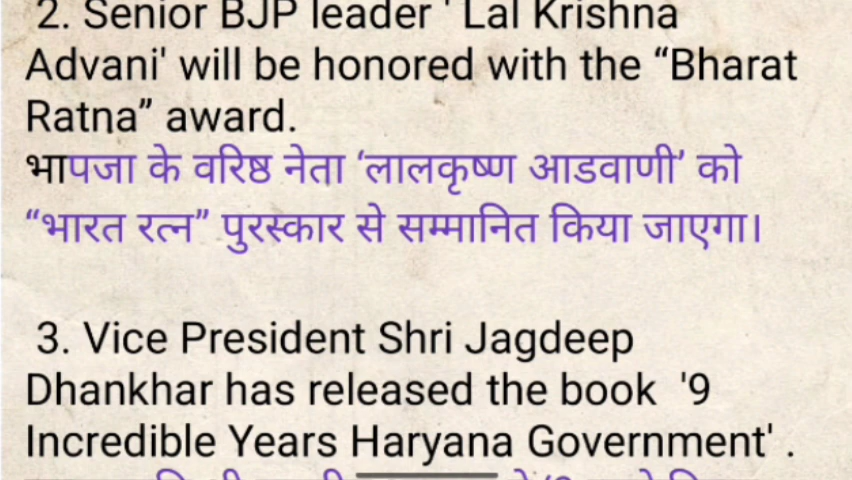 2. Senior BJP leader ' Lal Krishna
Advani' will be honored with the “Bharat
Ratna” award.
भापजा के वरिष्ठ नेता ‘लालकृष्ण आडवाणी’ को
“भारत रत्न” पुरस्कार से सम्मानित किया जाएगा।
3. Vice President Shri Jagdeep
Dhankhar has released the book '9
Incredible Years Haryana Government' .